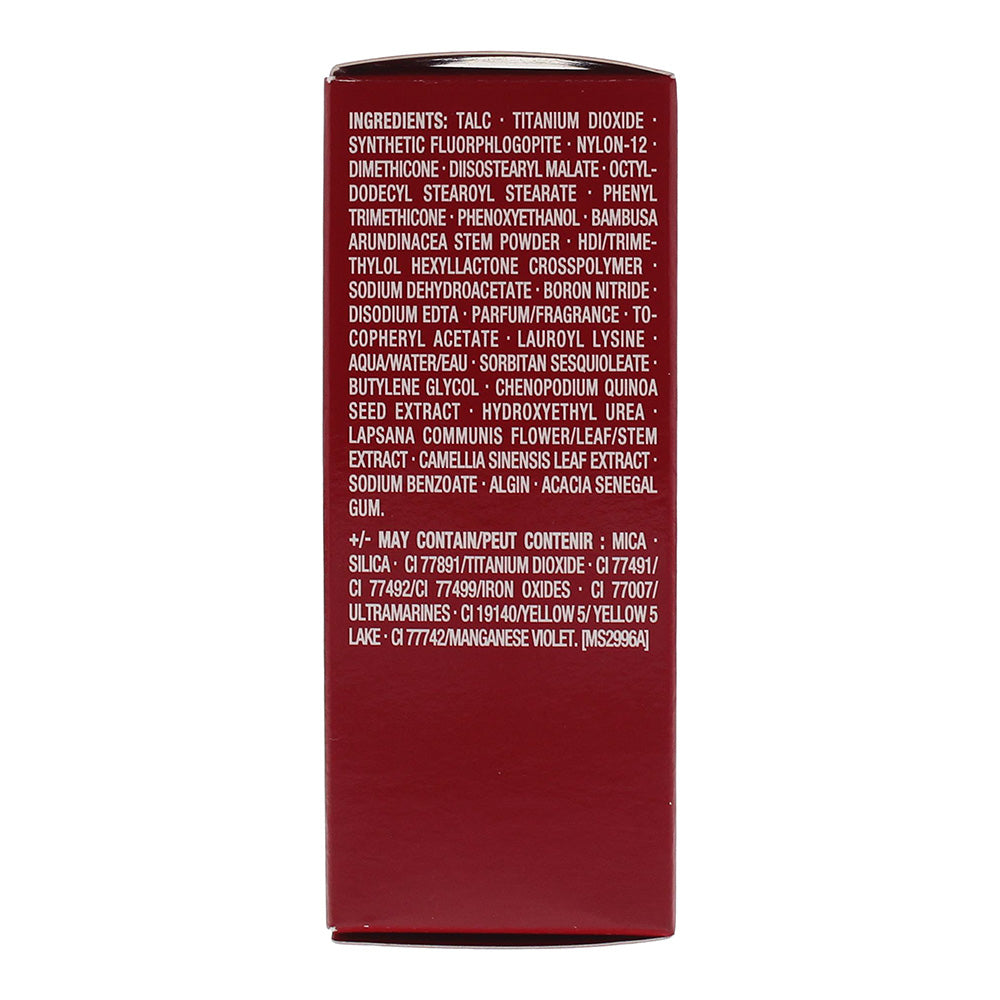 INGREDIENTS: TALC · TITANIUM DIOXIDE ·
SYNTHETIC FLUORPHLOGOPITE · NYLON-12 ·
DIMETHICONE · DIISOSTEARYL MALATE · OCTYL-
DODECYL STEAROYL STEARATE · PHENYL
TRIMETHICONE · PHENOXYETHANOL · BAMBUSA
ARUNDINACEA STEM POWDER · HDI/TRIME-
THYLOL HEXYLLACTONE CROSSPOLYMER ·
SODIUM DEHYDROACETATE · BORON NITRIDE ·
DISODIUM EDTA · PARFUM/FRAGRANCE · TO-
COPHERYL ACETATE · LAUROYL LYSINE ·
AQUA/WATER/EAU · SORBITAN SESQUIOLEATE ·
BUTYLENE GLYCOL · CHENOPODIUM QUINOA
SEED EXTRACT · HYDROXYETHYL UREA ·
LAPSANA COMMUNIS FLOWER/LEAF/STEM
EXTRACT · CAMELLIA SINENSIS LEAF EXTRACT ·
SODIUM BENZOATE · ALGIN · ACACIA SENEGAL
GUM.
+/- MAY CONTAIN/PEUT CONTENIR : MICA ·
SILICA · CI 77891/TITANIUM DIOXIDE · CI 77491/
CI 77492/CI 77499/IRON OXIDES · CI 77007/
ULTRAMARINES · CI 19140/YELLOW 5/ YELLOW 5
LAKE · CI 77742/MANGANESE VIOLET. [MS2996A]